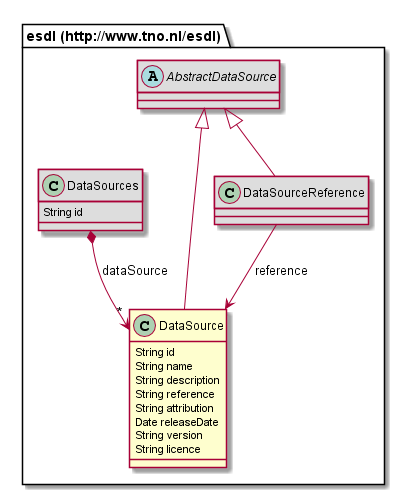 esdl (http://www.tno.nl/esdl)
A AbstractDataSource
C DataSources
String id
C DataSourceReference
dataSource
reference
*
C DataSource
String id
String name
String description
String reference
String attribution
Date releaseDate
String version
String licence